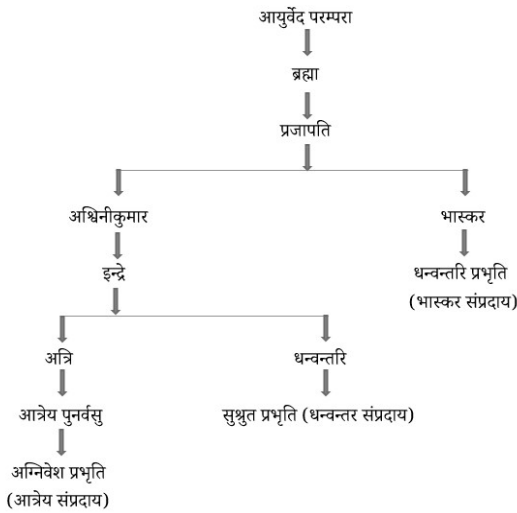 आयुर्वेद परम्परा
ब्रह्मा
प्रजापति
अश्विनीकुमार
भास्कर
इन्द्रे
धन्वन्तरि प्रभृति
(भास्कर संप्रदाय)
अत्रि
धन्वन्तरि
आत्रेय पुनर्वसु
सुश्रुत प्रभृति (धन्वन्तर संप्रदाय)
अग्निवेश प्रभृति
(आत्रेय संप्रदाय)